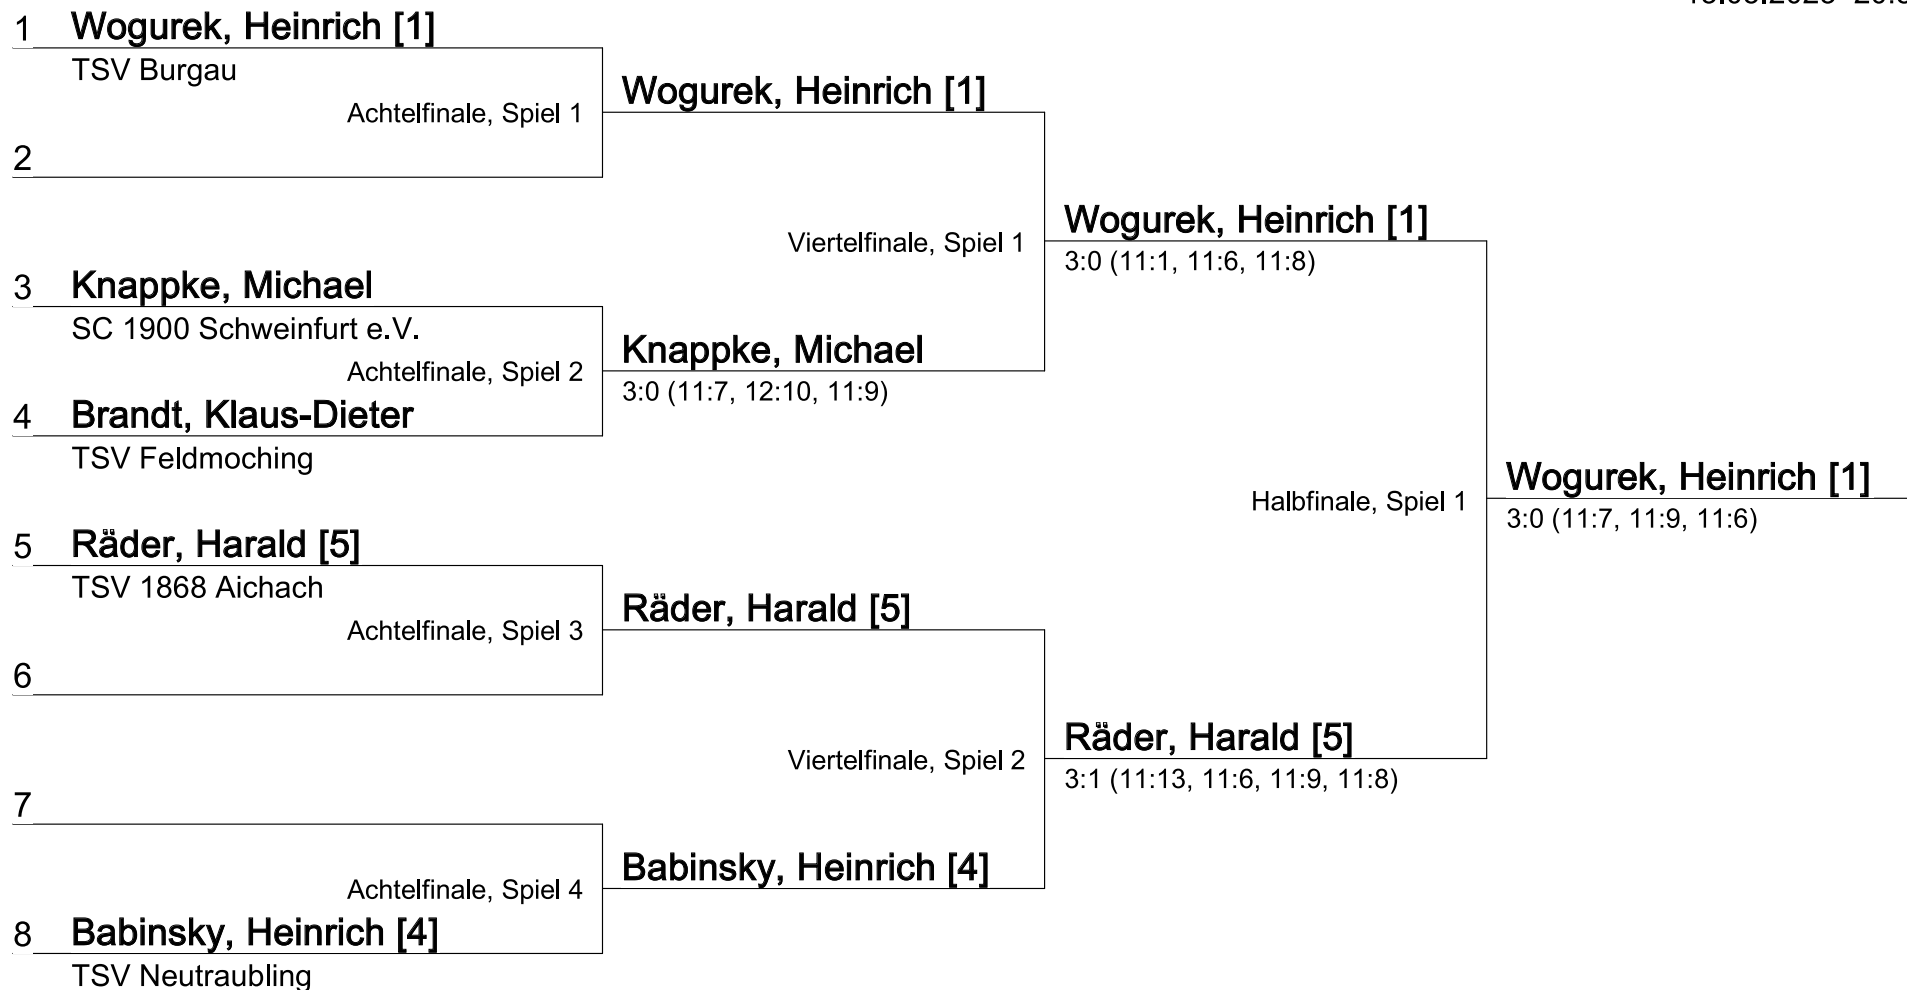 1 Wogurek, Heinrich [1]
TSV Burgau
Achtelfinale, Spiel 1
Wogurek, Heinrich [1]
2
Viertelfinale, Spiel 1
Wogurek, Heinrich [1]
3:0 (11:1, 11:6, 11:8)
3 Knappke, Michael
SC 1900 Schweinfurt e.V.
Achtelfinale, Spiel 2
Knappke, Michael
3:0 (11:7, 12:10, 11:9)
4 Brandt, Klaus-Dieter
TSV Feldmoching
Halbfinale, Spiel 1
Wogurek, Heinrich [1]
3:0 (11:7, 11:9, 11:6)
5 Räder, Harald [5]
TSV 1868 Aichach
Achtelfinale, Spiel 3
Räder, Harald [5]
6
Viertelfinale, Spiel 2
Räder, Harald [5]
3:1 (11:13, 11:6, 11:9, 11:8)
7
Achtelfinale, Spiel 4
Babinsky, Heinrich [4]
8 Babinsky, Heinrich [4]
TSV Neutraubling